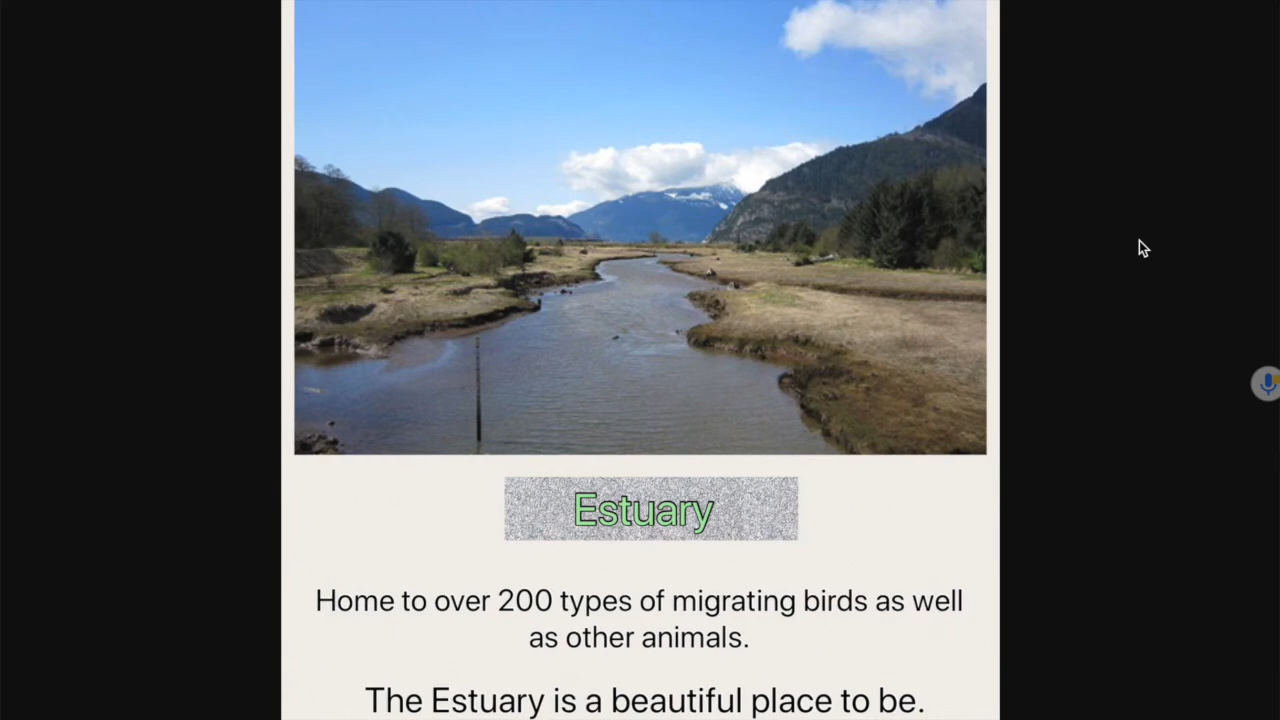 Estuary
Home to over 200 types of migrating birds as well
as other animals.
The Estuary is a beautiful place to be.